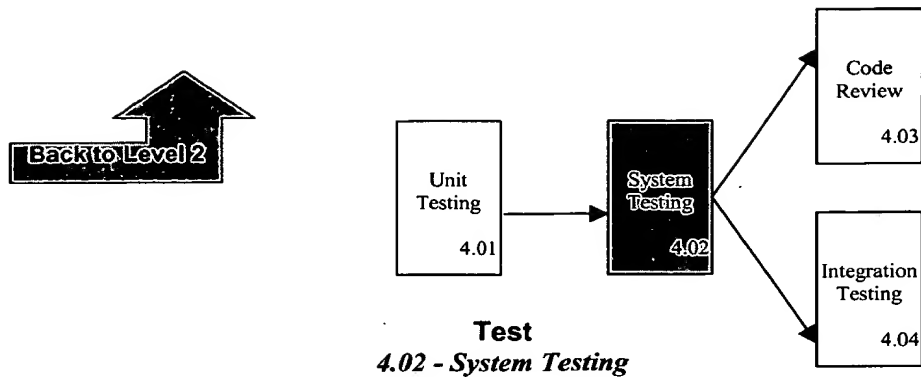 Back to Level 2
Unit
Testing
4.01
System
Testing
4.02
Code
Review
4.03
Integration
Testing
4.04
Test
4.02 - System Testing